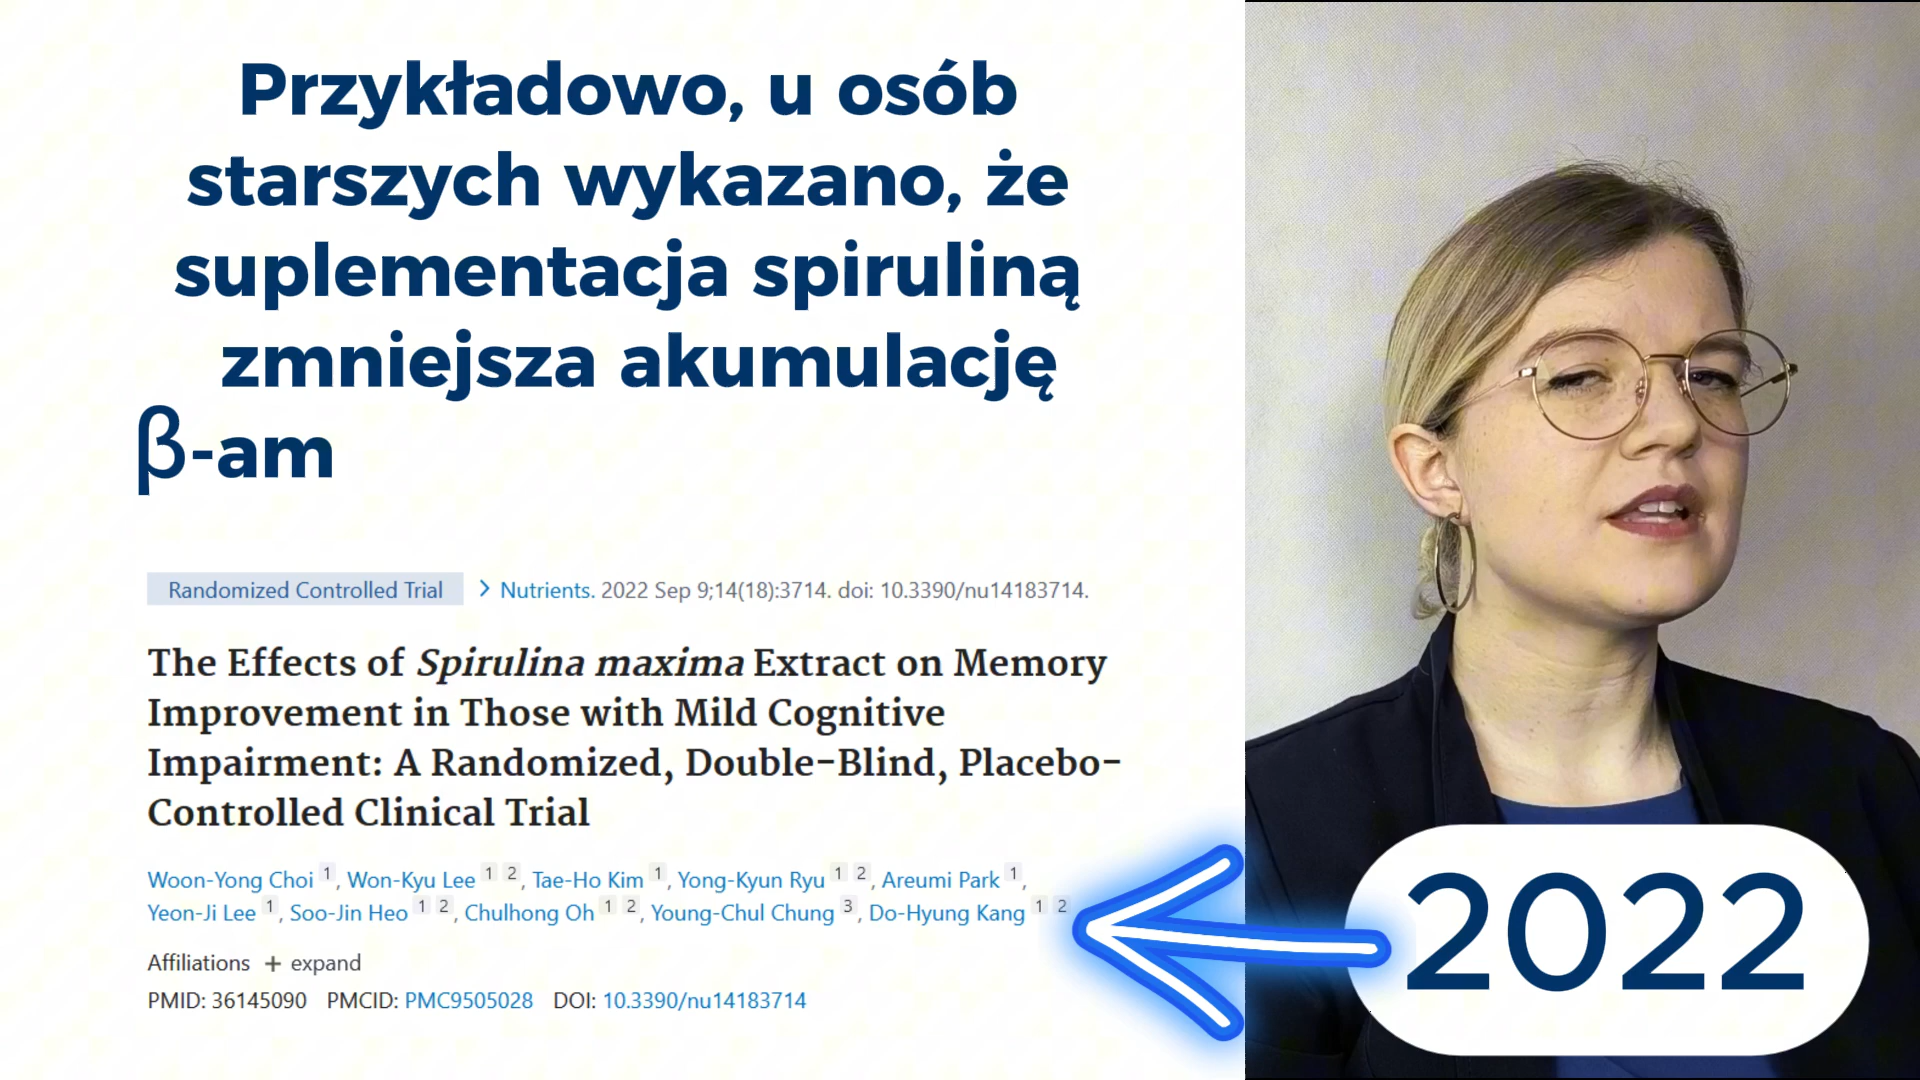 Przykładowo, u osób
starszych wykazano, że
suplementacja spiruliną
zmniejsza akumulację
β-am
Randomized Controlled Trial > Nutrients. 2022 Sep 9;14(18):3714. doi: 10.3390/nu14183714.
The Effects of Spirulina maxima Extract on Memory
Improvement in Those with Mild Cognitive
Impairment: A Randomized, Double-Blind, Placebo-
Controlled Clinical Trial
Woon-Yong Choi 1, Won-Kyu Lee 1 2, Tae-Ho Kim 1, Yong-Kyun Ryu 1 2, Areumi Park 1,
Yeon-Ji Lee 1, Soo-Jin Heo 1 2, Chulhong Oh 1 2, Young-Chul Chung 3, Do-Hyung Kang 1 2
Affiliations + expand
PMID: 36145090 PMCID: PMC9505028 DOI: 10.3390/nu14183714
2022